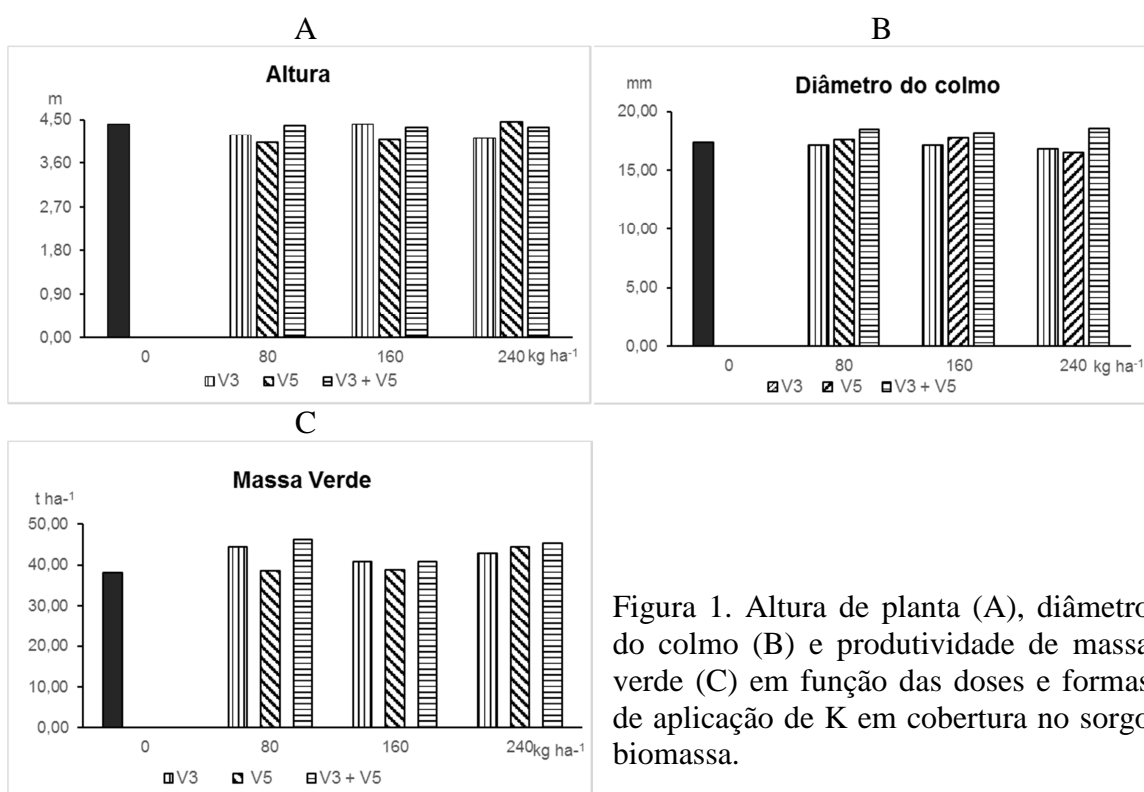 A
Altura
m
4,50
3,60
2,70
1,80
0,90
0,00
0 80 160 240 kg ha-1
V3 V5 V3 + V5
B
Diâmetro do colmo
mm
20,00
15,00
10,00
5,00
0,00
0 80 160 240 kg ha-1
V3 V5 V3 + V5
C
Massa Verde
t ha-1
50,00
40,00
30,00
20,00
10,00
0,00
0 80 160 240 kg ha-1
V3 V5 V3 + V5
Figura 1. Altura de planta (A), diâmetro
do colmo (B) e produtividade de massa
verde (C) em função das doses e formas
de aplicação de K em cobertura no sorgo
biomassa.